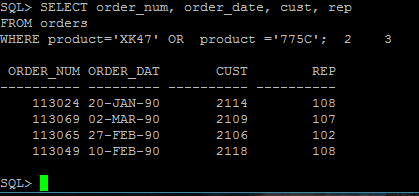 SQL> SELECT order_num, order_date, cust, rep
FROM orders
WHERE product='XK47' OR  product ='775C';  2    3

 ORDER_NUM ORDER_DAT       CUST        REP
---------- --------- ---------- ----------
    113024 20-JAN-90       2114        108
    113069 02-MAR-90       2109        107
    113065 27-FEB-90       2106        102
    113049 10-FEB-90       2118        108

SQL>